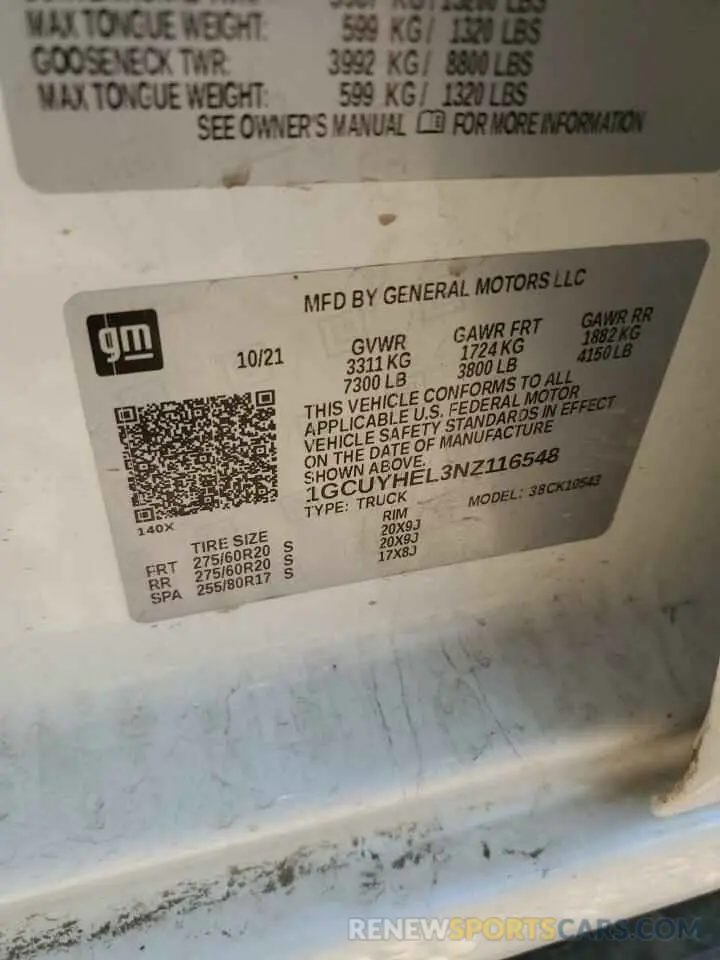 KG/13200 LBS
MAX TONGUE WEIGHT: 599 KG/ 1320 LBS
GOOSENECK TWR: 3992 KG/ 8800 LBS
MAX TONGUE WEIGHT: 599 KG/ 1320 LBS
SEE OWNER'S MANUAL FOR MORE INFORMATION
gm
MFD BY GENERAL MOTORS LLC
10/21 GVWR GAWR FRT GAWR RR
3311 KG 1724 KG 1882 KG
7300 LB 3800 LB 4150 LB
THIS VEHICLE CONFORMS TO ALL
APPLICABLE U.S. FEDERAL MOTOR
VEHICLE SAFETY STANDARDS IN EFFECT
ON THE DATE OF MANUFACTURE
SHOWN ABOVE.
1GCUYHEL3NZ116548
TYPE: TRUCK MODEL: 38CK10543
140X
TIRE SIZE RIM
FRT 275/60R20 S 20X9J
RR 275/60R20 S 20X9J
SPA 255/80R17 S 17X8J
RENEWSPORTSCARS.COM